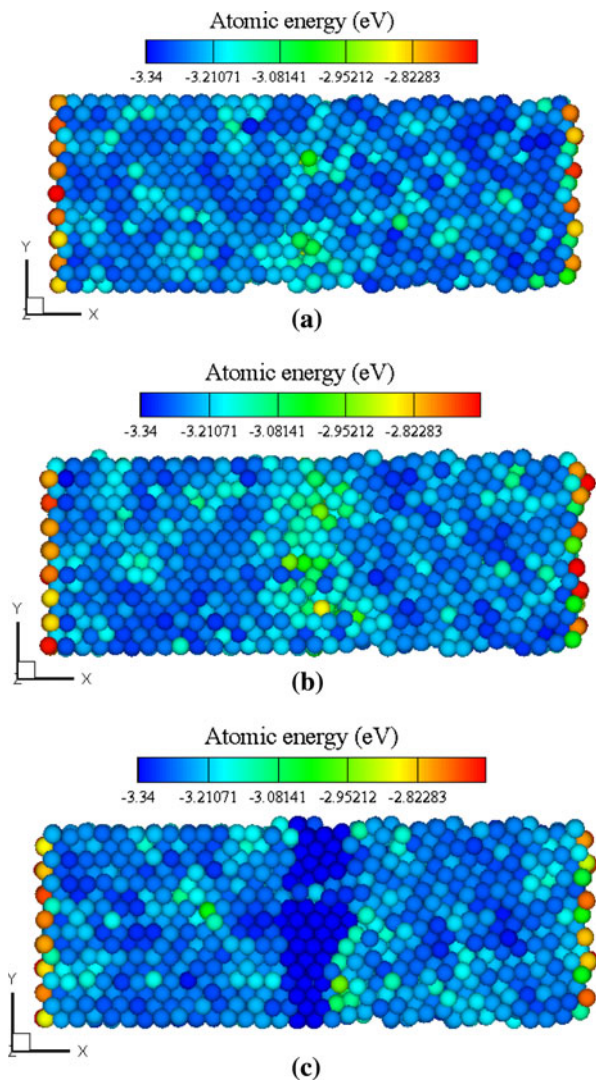 Atomic energy (eV)
-3.34 -3.21071 -3.08141 -2.95212 -2.82283
Y
Z X
(a)
Atomic energy (eV)
-3.34 -3.21071 -3.08141 -2.95212 -2.82283
Y
Z X
(b)
Atomic energy (eV)
-3.34 -3.21071 -3.08141 -2.95212 -2.82283
Y
Z X
(c)